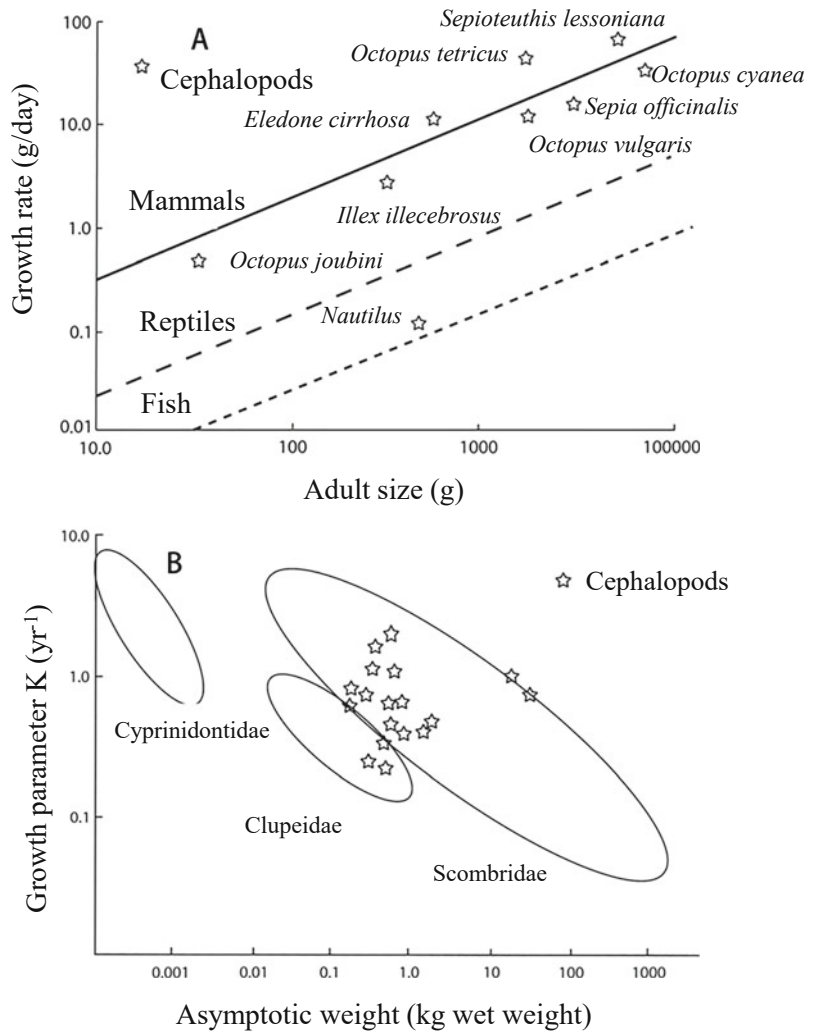 A
100
10.0
1.0
0.1
0.01
Growth rate (g/day)
Cephalopods
Sepioteuthis lessoniana
Octopus tetricus
Octopus cyanea
Eledone cirrhosa
Sepia officinalis
Octopus vulgaris
Mammals
Illex illecebrosus
Octopus joubini
Reptiles
Nautilus
Fish
10.0 100 1000 100000
Adult size (g)
B
10.0
1.0
0.1
Growth parameter K (yr-1)
Cephalopods
Cyprinidontidae
Clupeidae
Scombridae
0.001 0.01 0.1 1.0 10 100 1000
Asymptotic weight (kg wet weight)